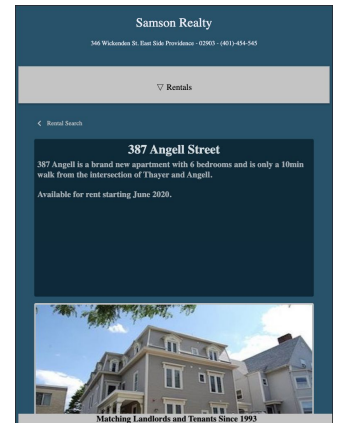 Samson Realty
346 Wickenden St. East Side Providence - 02903 - (401)-454-545
▽ Rentals
< Rental Search
387 Angell Street
387 Angell is a brand new apartment with 6 bedrooms and is only a 10min
walk from the intersection of Thayer and Angell.
Available for rent starting June 2020.
Matching Landlords and Tenants Since 1993